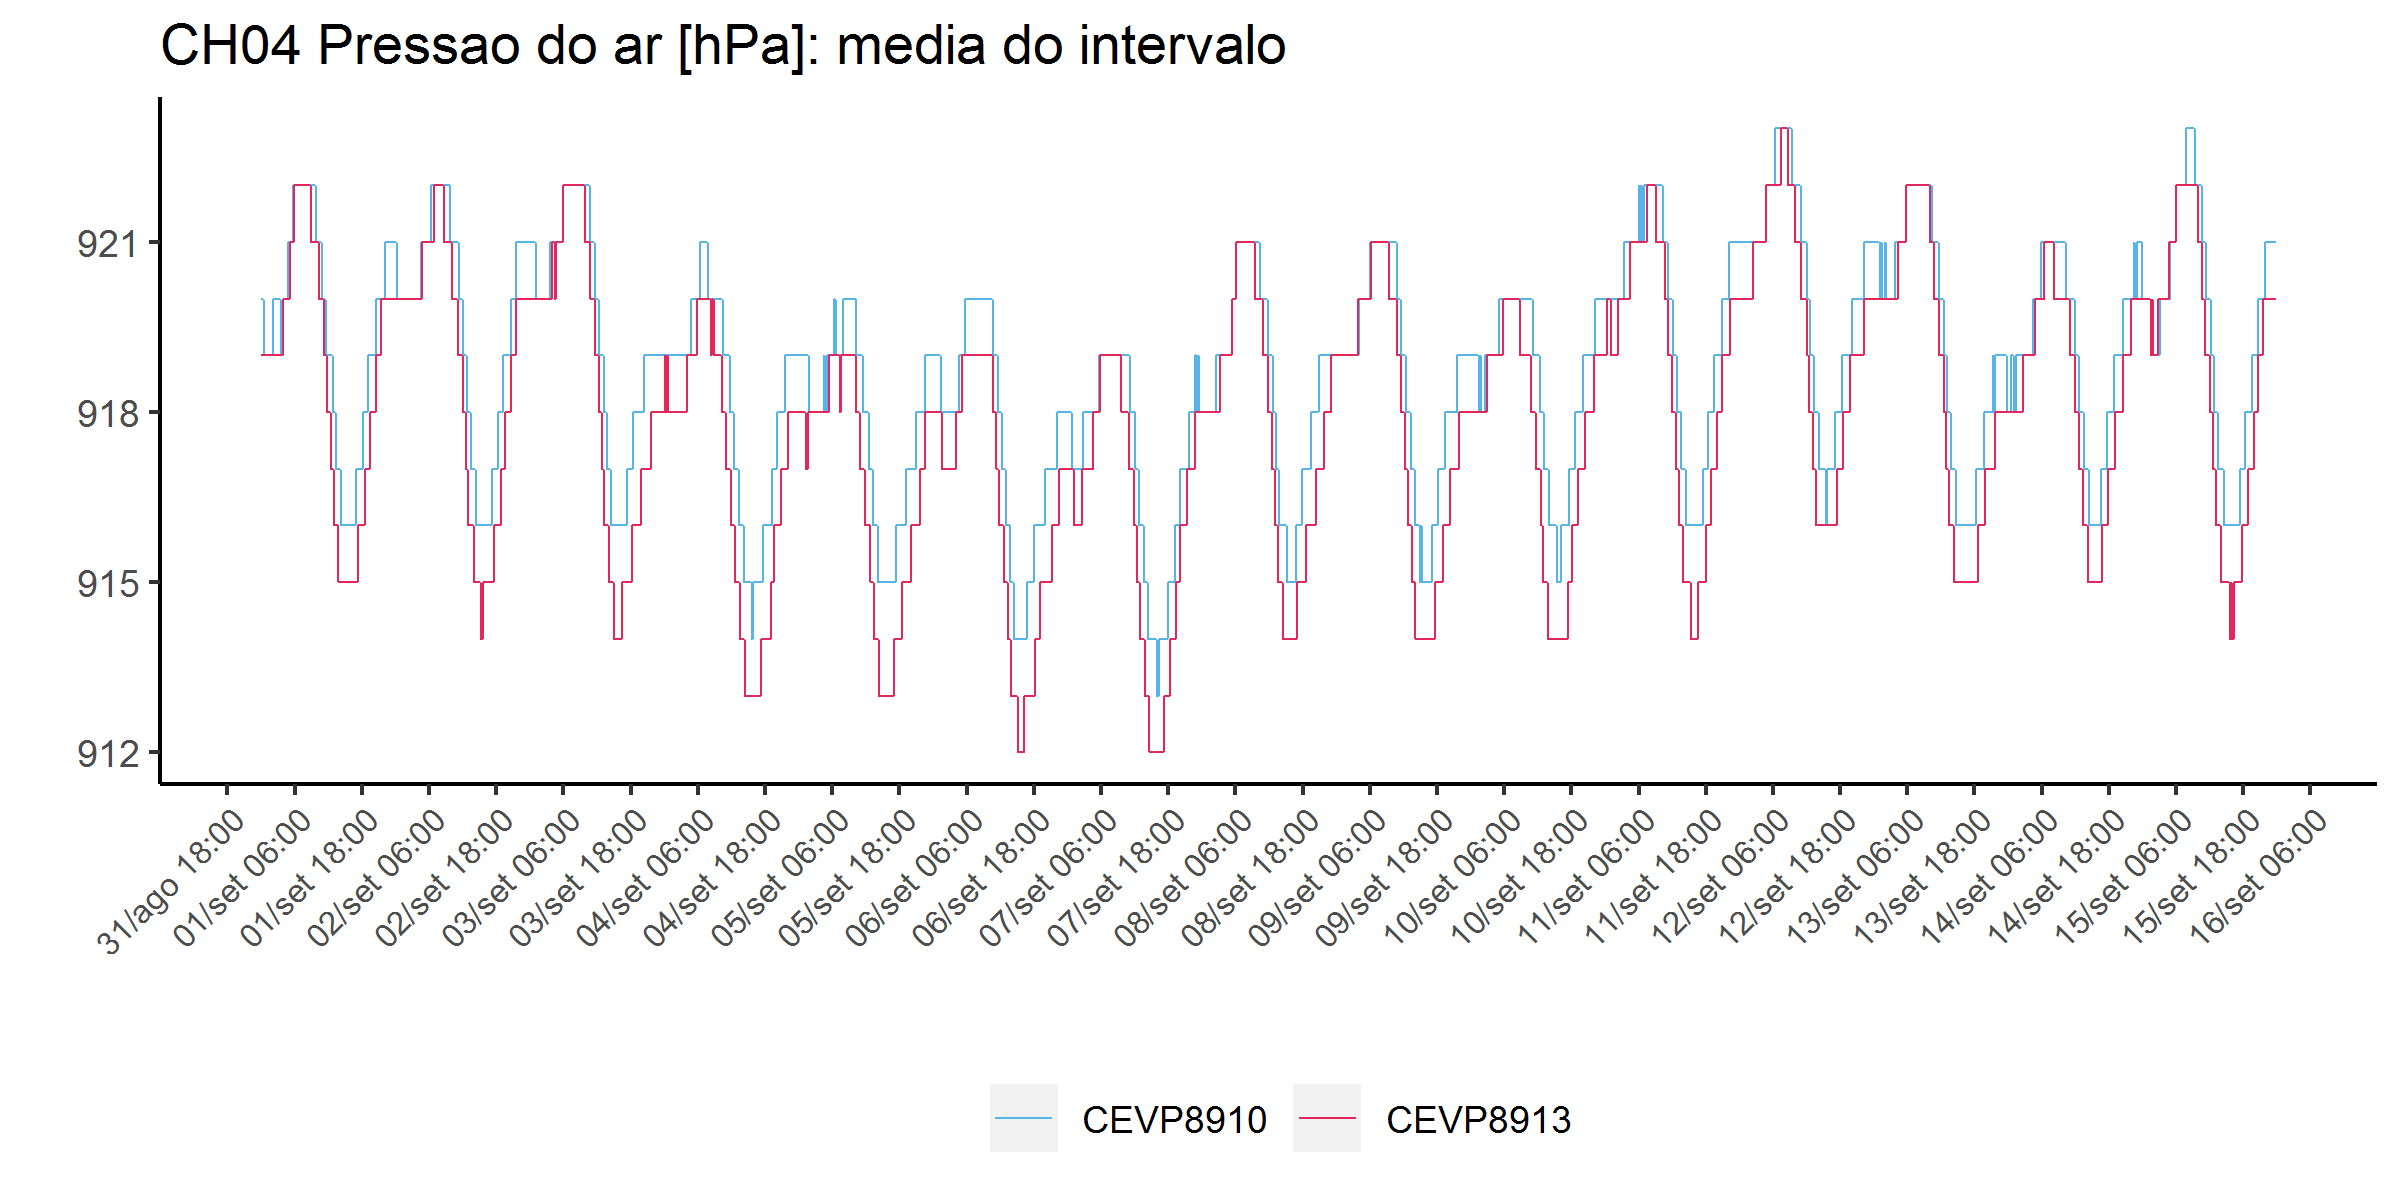 CH04 Pressao do ar [hPa]: media do intervalo
921
918
915
912
31/ago 18:00
01/set 06:00
01/set 18:00
02/set 06:00
02/set 18:00
03/set 06:00
03/set 18:00
04/set 06:00
04/set 18:00
05/set 06:00
05/set 18:00
06/set 06:00
06/set 18:00
07/set 06:00
07/set 18:00
08/set 06:00
08/set 18:00
09/set 06:00
09/set 18:00
10/set 06:00
10/set 18:00
11/set 06:00
11/set 18:00
12/set 06:00
12/set 18:00
13/set 06:00
13/set 18:00
14/set 06:00
14/set 18:00
15/set 06:00
15/set 18:00
16/set 06:00
CEVP8910 CEVP8913